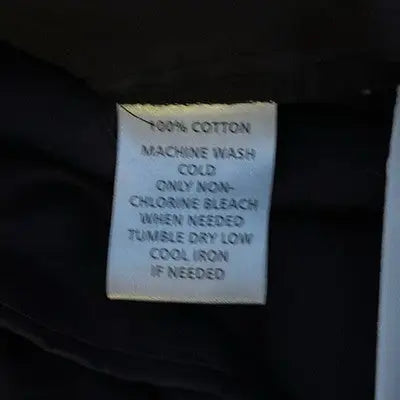 100% COTTON
MACHINE WASH
COLD
ONLY NON-
CHLORINE BLEACH
WHEN NEEDED
TUMBLE DRY LOW
COOL IRON
IF NEEDED